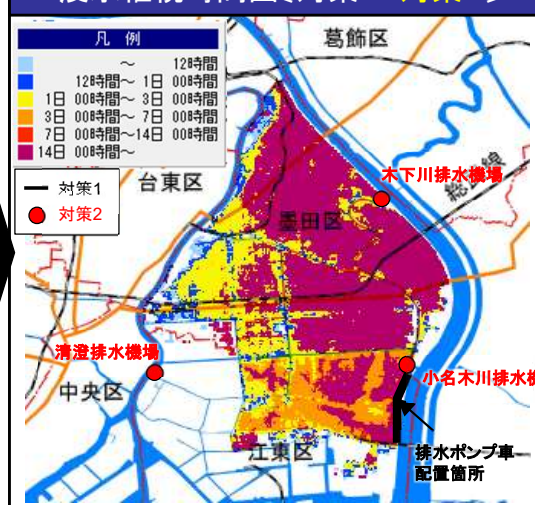 凡 例
～ 12時間
12時間～ 1日 00時間
1日 00時間～ 3日 00時間
3日 00時間～ 7日 00時間
7日 00時間～14日 00時間
14日 00時間～
対策1
対策2
葛飾区
台東区
木下川排水機場
総
線
墨田区
清澄排水機場
中央区
小名木川排水機
江東区
排水ポンプ車
配置箇所